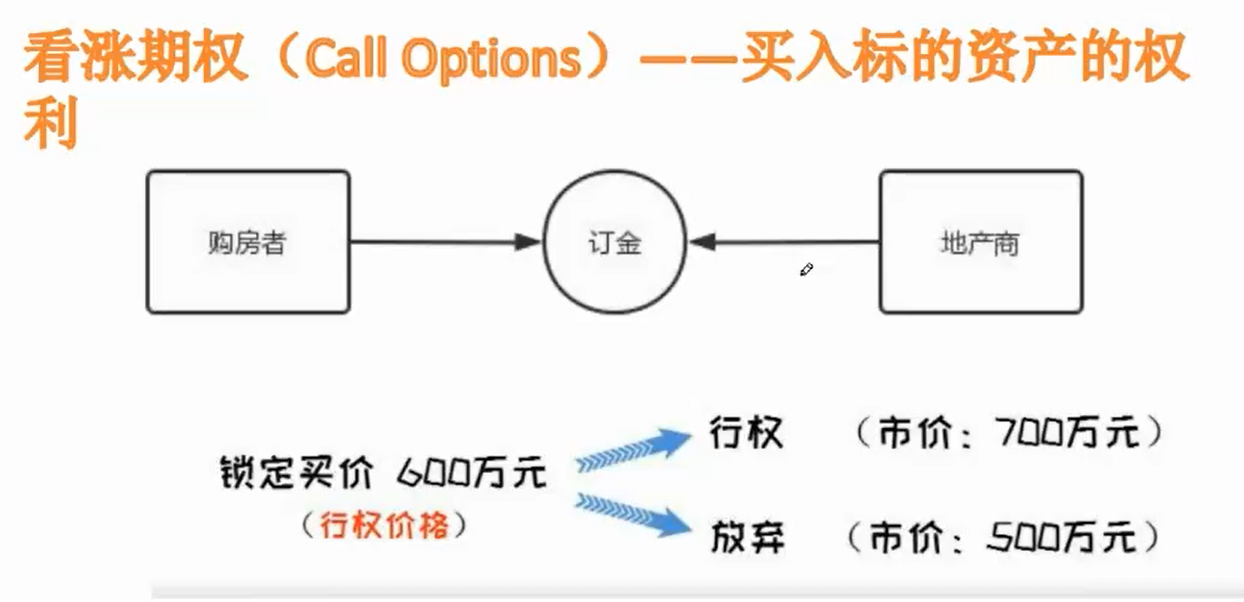 看涨期权（Call Options）——买入标的资产的权
利
购房者
订金
地产商
行权 （市价：700万元）
锁定买价 600万元
（行权价格）
放弃 （市价：500万元）